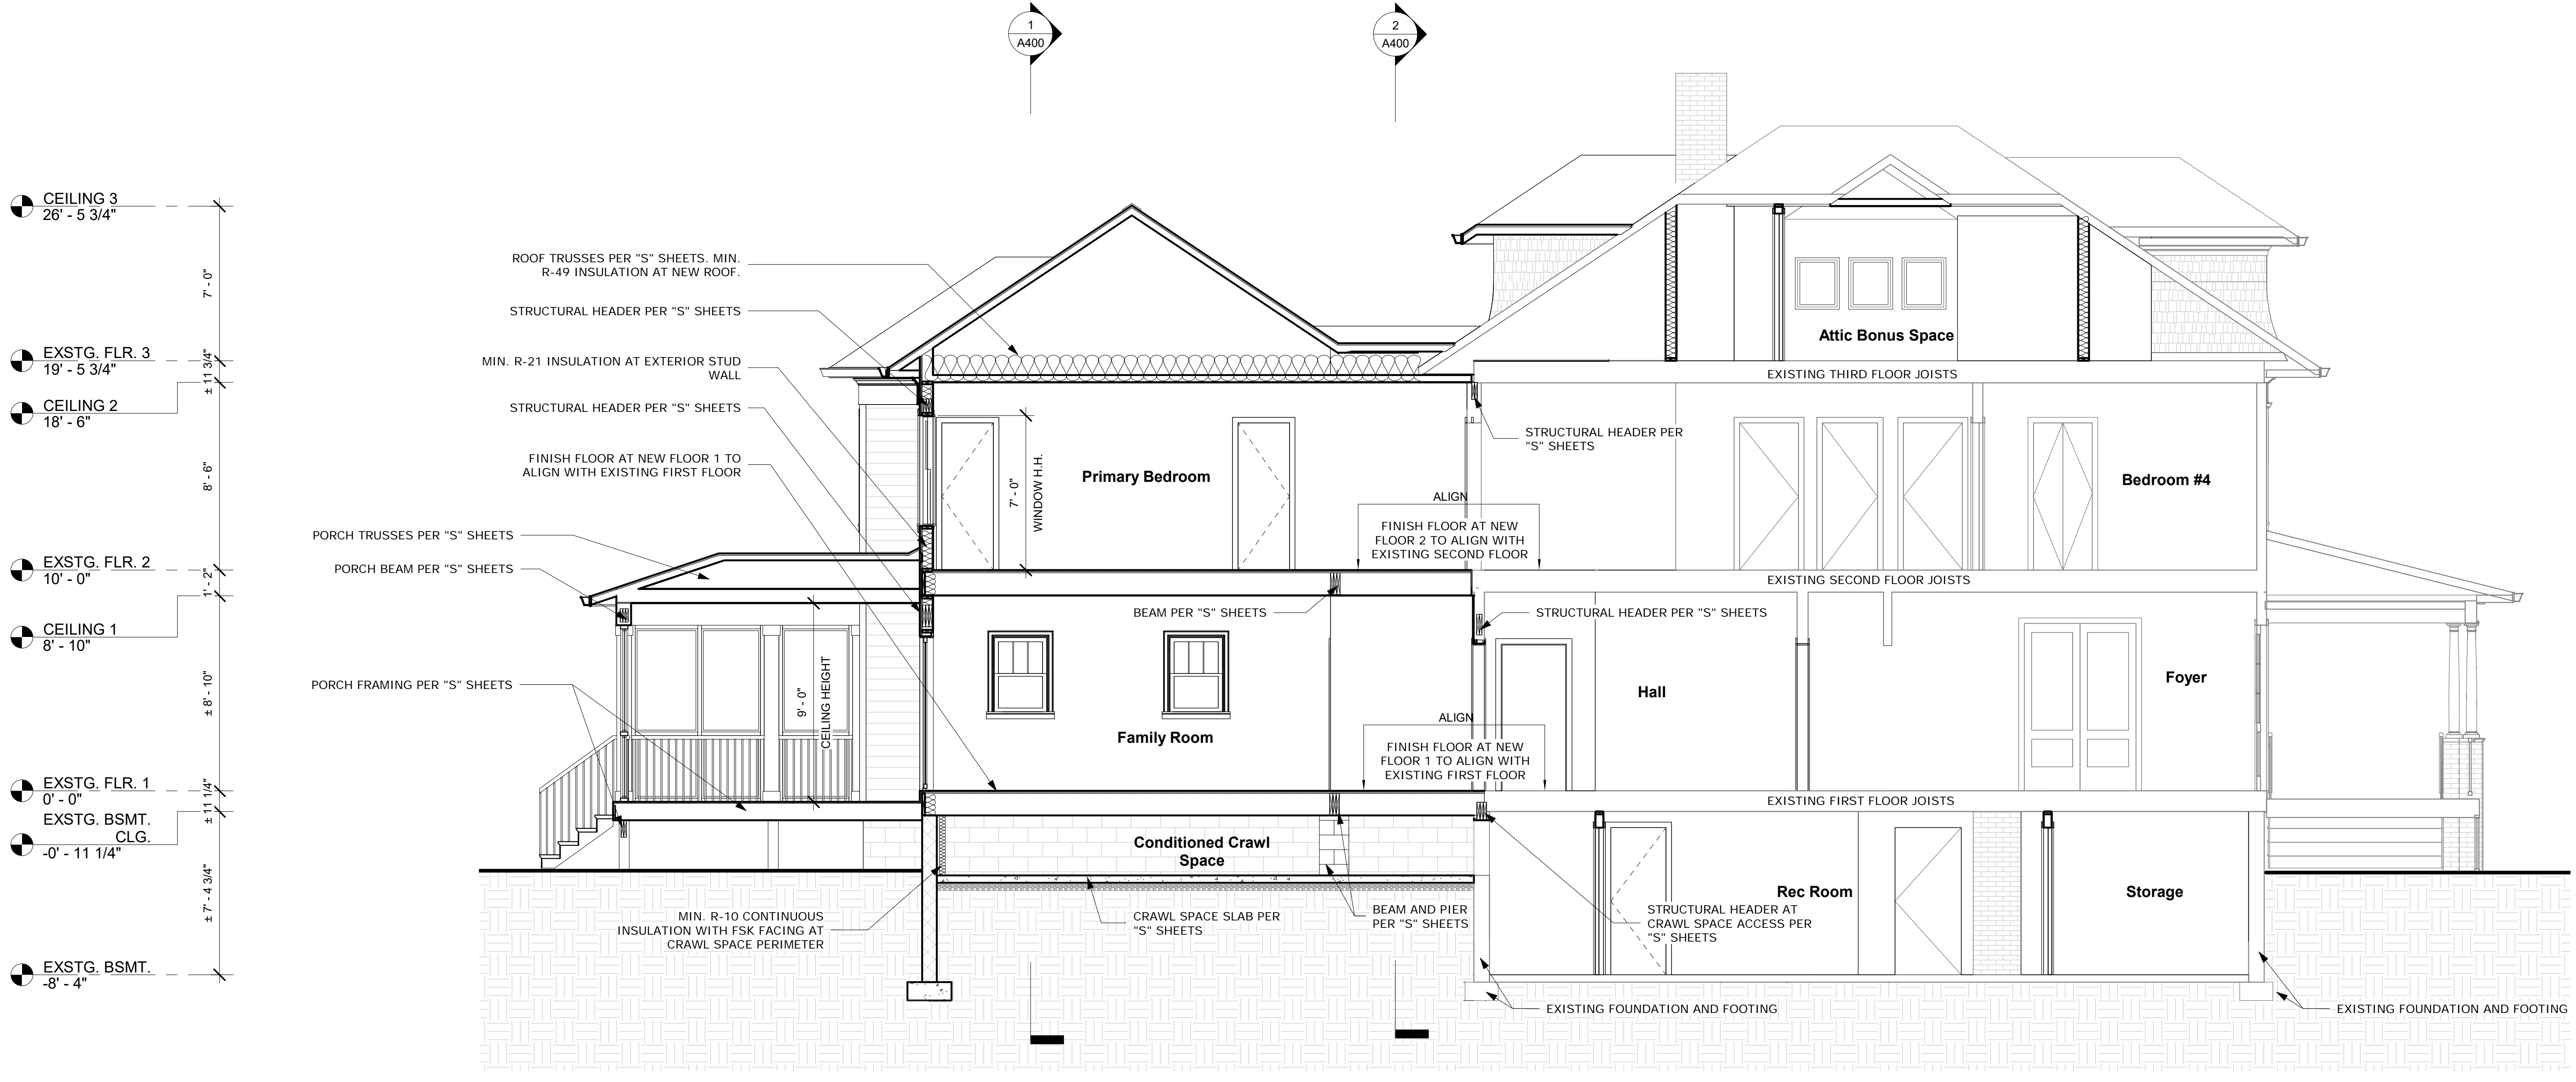 1
A400
2
A400
CEILING 3
26' - 5 3/4"
7' - 0"
EXSTG. FLR. 3
19' - 5 3/4"
± 11 3/4"
CEILING 2
18' - 6"
8' - 6"
EXSTG. FLR. 2
10' - 0"
1' - 2"
CEILING 1
8' - 10"
± 8' - 10"
EXSTG. FLR. 1
0' - 0"
± 11 1/4"
EXSTG. BSMT.
CLG.
-0' - 11 1/4"
± 7' - 4 3/4"
EXSTG. BSMT.
-8' - 4"
ROOF TRUSSES PER "S" SHEETS. MIN.
R-49 INSULATION AT NEW ROOF.
STRUCTURAL HEADER PER "S" SHEETS
MIN. R-21 INSULATION AT EXTERIOR STUD
WALL
STRUCTURAL HEADER PER "S" SHEETS
FINISH FLOOR AT NEW FLOOR 1 TO
ALIGN WITH EXISTING FIRST FLOOR
PORCH TRUSSES PER "S" SHEETS
PORCH BEAM PER "S" SHEETS
PORCH FRAMING PER "S" SHEETS
9' - 0"
CEILING HEIGHT
MIN. R-10 CONTINUOUS
INSULATION WITH FSK FACING AT
CRAWL SPACE PERIMETER
Primary Bedroom
7' - 0"
WINDOW H.H.
ALIGN
FINISH FLOOR AT NEW
FLOOR 2 TO ALIGN WITH
EXISTING SECOND FLOOR
BEAM PER "S" SHEETS
Family Room
ALIGN
FINISH FLOOR AT NEW
FLOOR 1 TO ALIGN WITH
EXISTING FIRST FLOOR
Conditioned Crawl
Space
CRAWL SPACE SLAB PER
"S" SHEETS
BEAM AND PIER
PER "S" SHEETS
Attic Bonus Space
EXISTING THIRD FLOOR JOISTS
STRUCTURAL HEADER PER
"S" SHEETS
Bedroom #4
EXISTING SECOND FLOOR JOISTS
STRUCTURAL HEADER PER "S" SHEETS
Hall
Foyer
EXISTING FIRST FLOOR JOISTS
Rec Room
Storage
STRUCTURAL HEADER AT
CRAWL SPACE ACCESS PER
"S" SHEETS
EXISTING FOUNDATION AND FOOTING
EXISTING FOUNDATION AND FOOTING